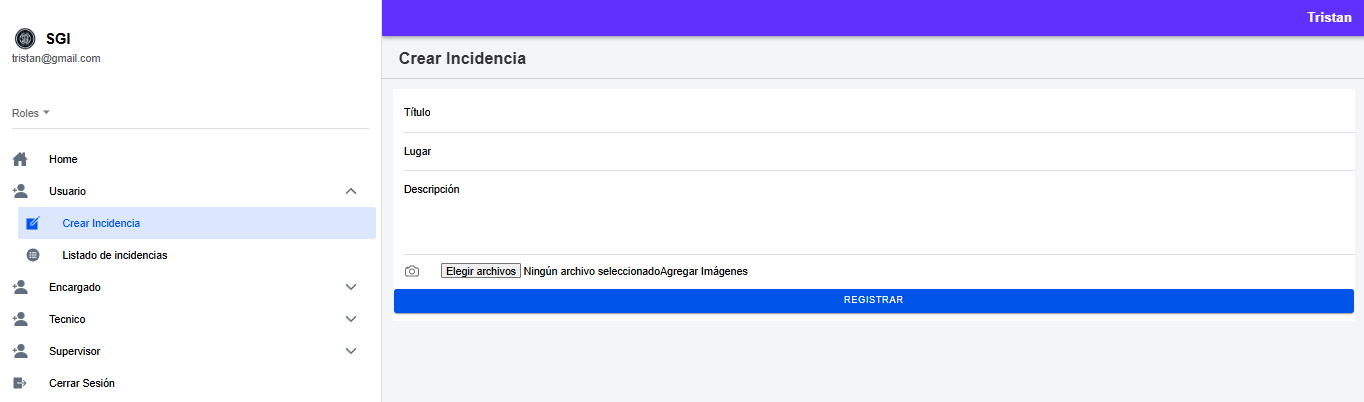 SGI
tristan@gmail.com
Roles
Home
Usuario
Crear Incidencia
Listado de incidencias
Encargado
Tecnico
Supervisor
Cerrar Sesión
Tristan
Crear Incidencia
Título
Lugar
Descripción
Elegir archivos Ningún archivo seleccionadoAgregar Imágenes
REGISTRAR